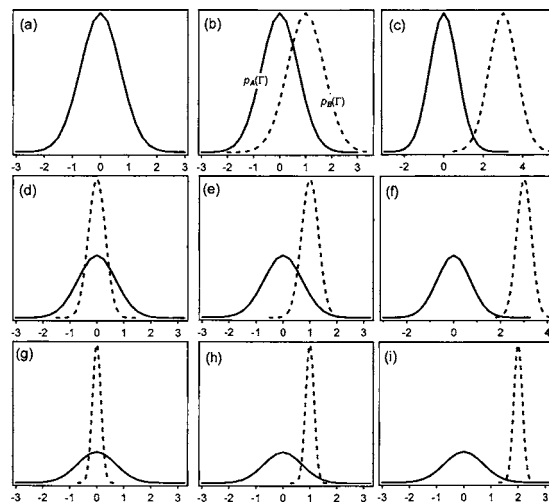 (a) (b) (c)
p_A(Γ)
p_B(Γ)
-3 -2 -1 0 1 2 3 -3 -2 -1 0 1 2 3 -2 0 2 4
(d) (e) (f)
-3 -2 -1 0 1 2 3 -3 -2 -1 0 1 2 3 -2 0 2 4
(g) (h) (i)
-3 -2 -1 0 1 2 3 -3 -2 -1 0 1 2 3 -3 -2 -1 0 1 2 3